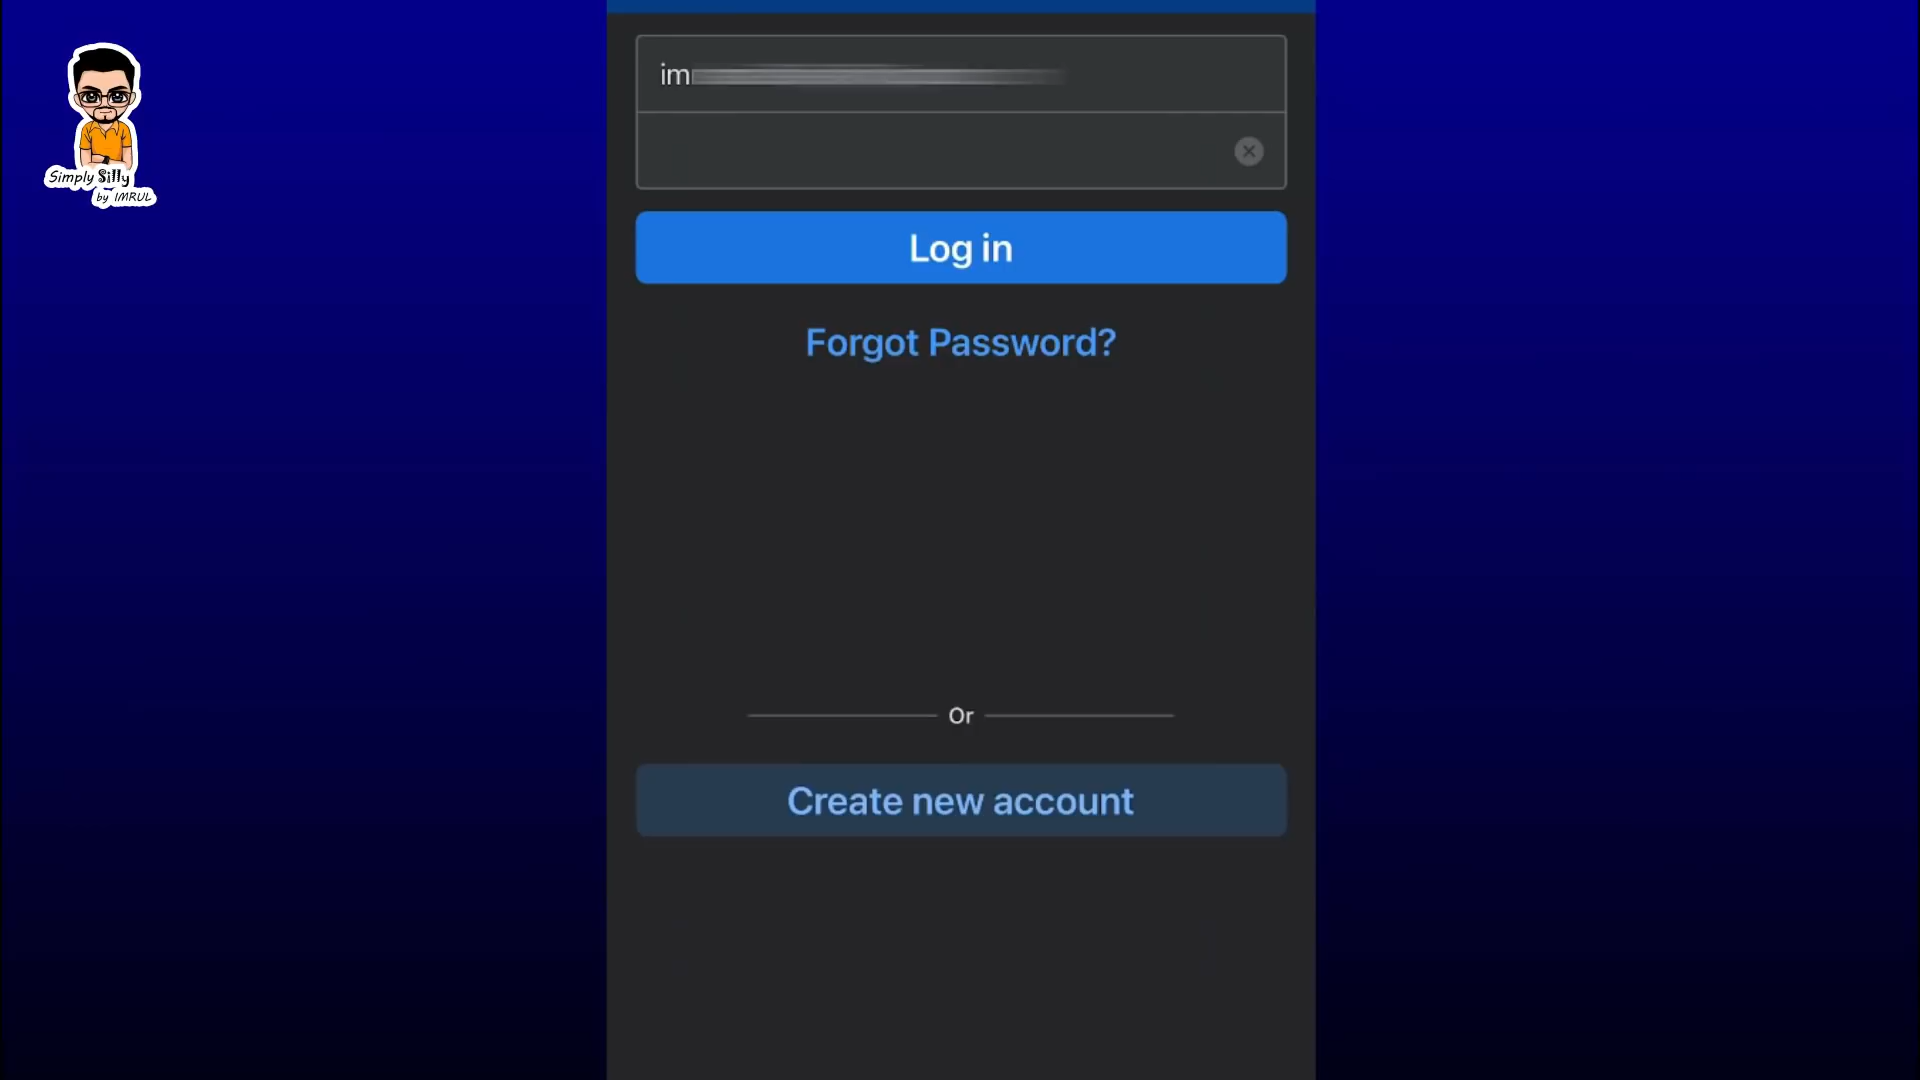 Simply Silly
by IMRUL
im
Log in
Forgot Password?
Or
Create new account